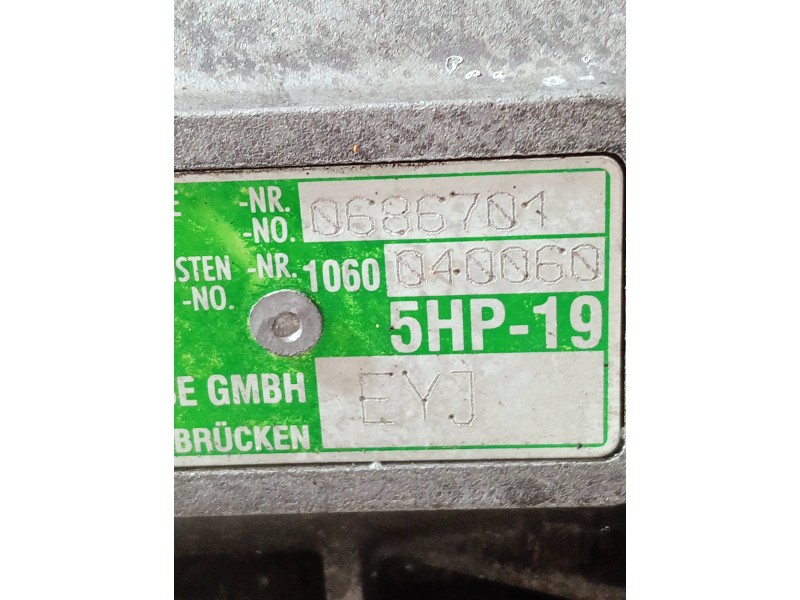 E -NR. 0686701
-NO.
STEN -NR. 1060 040060
-NO.
5HP-19
E GMBH EYJ
BRÜCKEN